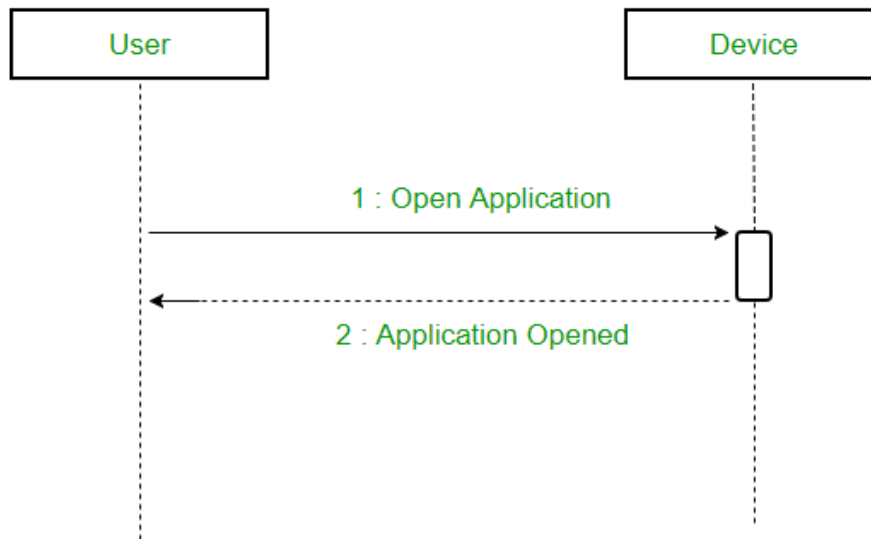 User
Device
1 : Open Application
2 : Application Opened